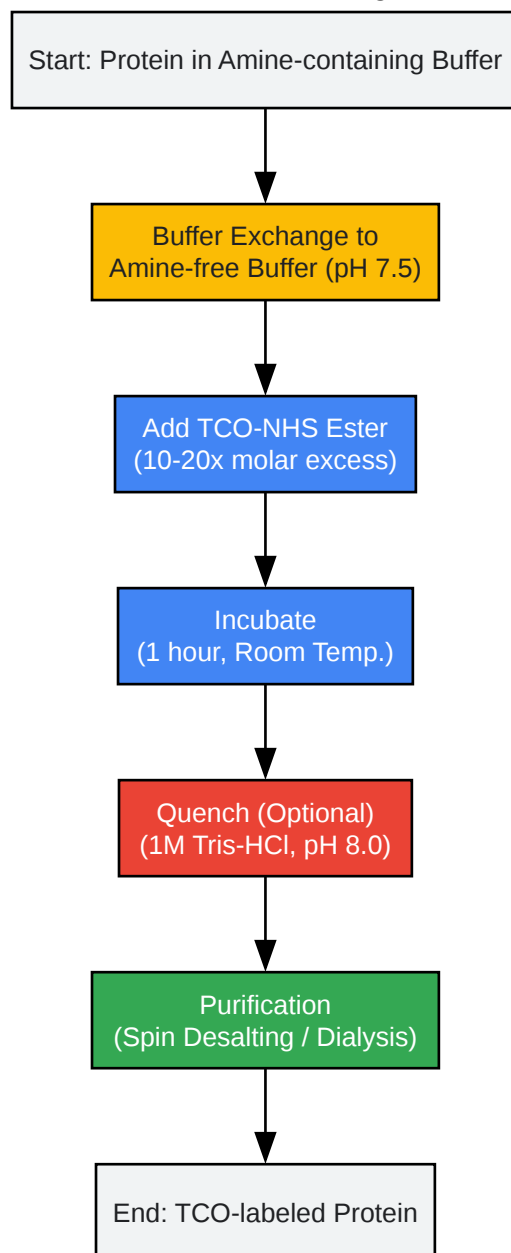 Start: Protein in Amine-containing Buffer
Buffer Exchange to
Amine-free Buffer (pH 7.5)
Add TCO-NHS Ester
(10-20x molar excess)
Incubate
(1 hour, Room Temp.)
Quench (Optional)
(1M Tris-HCl, pH 8.0)
Purification
(Spin Desalting / Dialysis)
End: TCO-labeled Protein